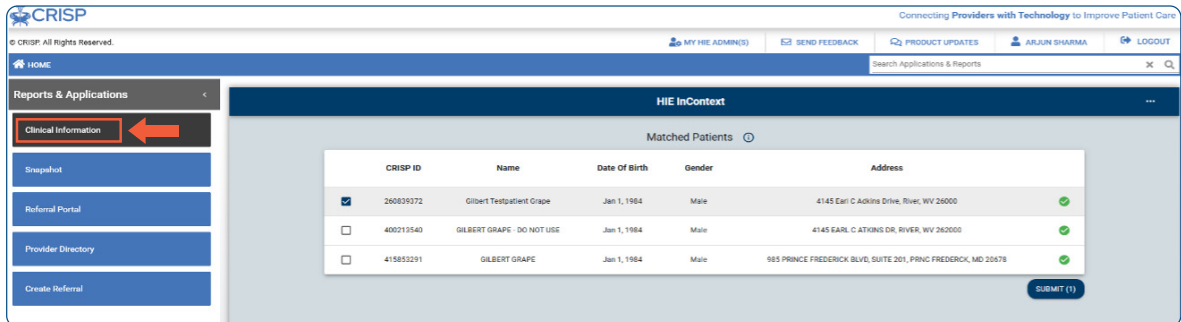 CRISP
Connecting Providers with Technology to Improve Patient Care
© CRISP. All Rights Reserved.
MY HIE ADMIN(S) SEND FEEDBACK PRODUCT UPDATES ARJUN SHARMA LOGOUT
HOME Search Applications & Reports
Reports & Applications
Clinical Information
Snapshot
Referral Portal
Provider Directory
Create Referral
HIE InContext
Matched Patients
CRISP ID Name Date Of Birth Gender Address
260839372 Gilbert Testpatient Grape Jan 1, 1984 Male 4145 Earl C Adkins Drive, River, WV 26000
400213540 GILBERT GRAPE - DO NOT USE Jan 1, 1984 Male 4145 EARL C ATKINS DR, RIVER, WV 262000
415853291 GILBERT GRAPE Jan 1, 1984 Male 985 PRINCE FREDERICK BLVD, SUITE 201, PRNC FREDERCK, MD 20678
SUBMIT (1)